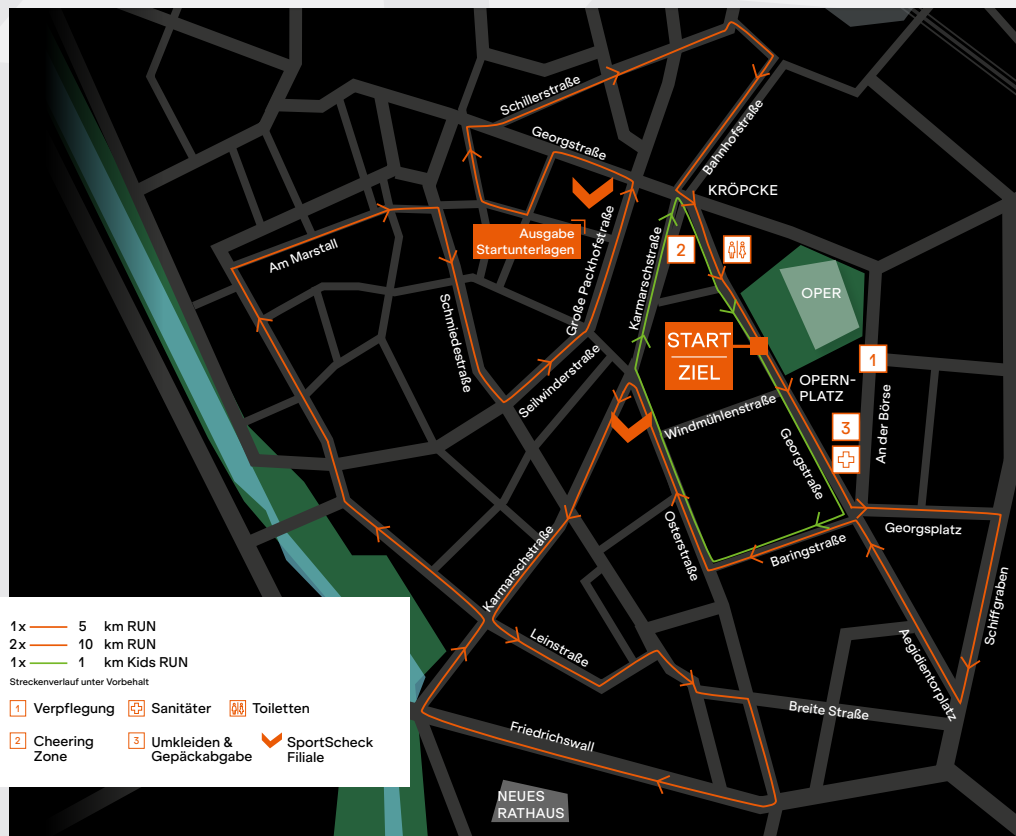 Schillerstraße
Georgstraße
Bahnhofstraße
KRÖPCKE
Ausgabe
Startunterlagen
Am Marstall
Große Packhofstraße
Karmarschstraße
2
OPER
Schmiedestraße
START
ZIEL
1
Seilwinderstraße
OPERN-
PLATZ
Windmühlenstraße
An der Börse
3
Georgstraße
Osterstraße
Georgsplatz
Baringstraße
Karmarschstraße
Schiffgraben
Leinstraße
Aegidientorplatz
Breite Straße
Friedrichswall
NEUES
RATHAUS
1x 5 km RUN
2x 10 km RUN
1x 1 km Kids RUN
Streckenverlauf unter Vorbehalt
1 Verpflegung Sanitäter Toiletten
2 Cheering
Zone
3 Umkleiden &
Gepäckabgabe
SportScheck
Filiale